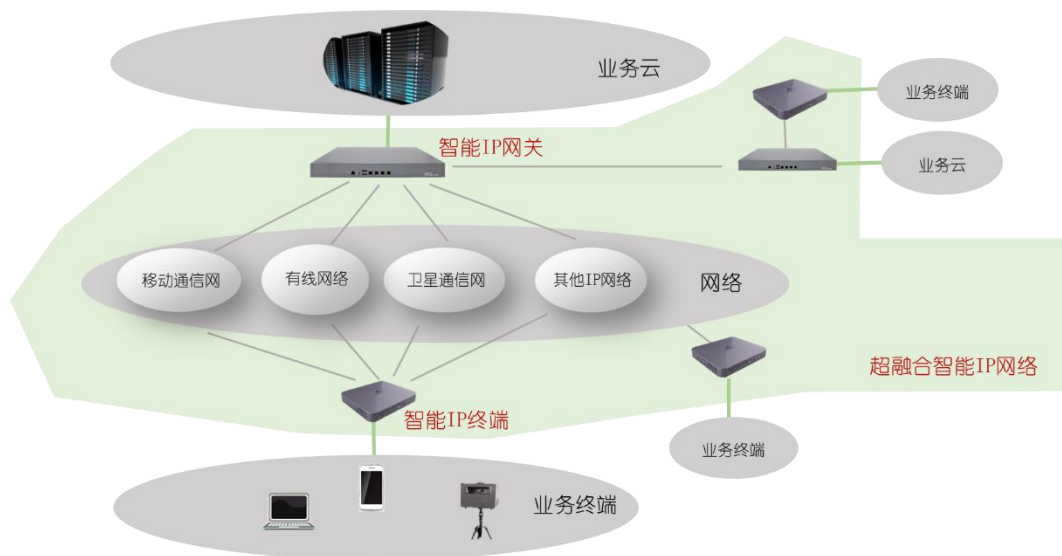 业务云
业务终端
智能IP网关
业务云
移动通信网
有线网络
卫星通信网
其他IP网络
网络
超融合智能IP网络
智能IP终端
业务终端
业务终端